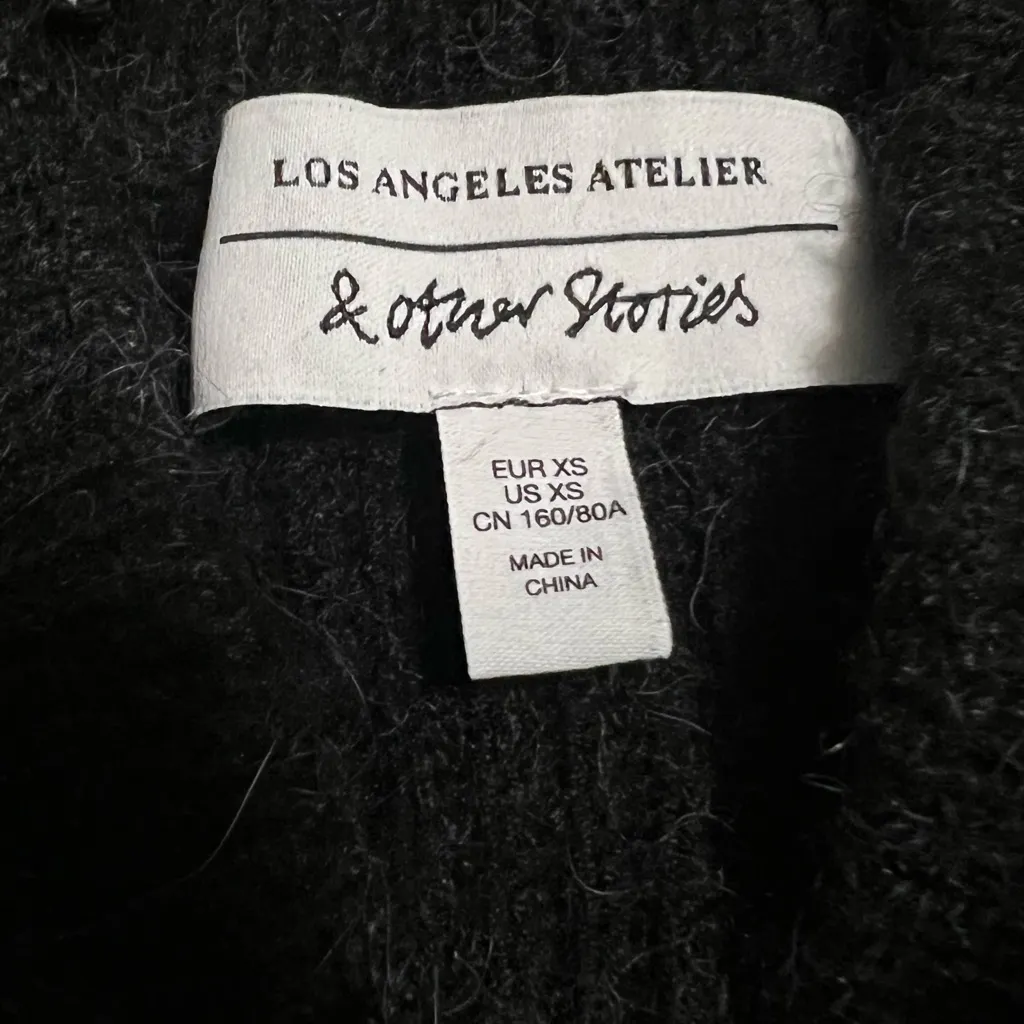 LOS ANGELES ATELIER
& other Stories
EUR XS
US XS
CN 160/80A
MADE IN
CHINA